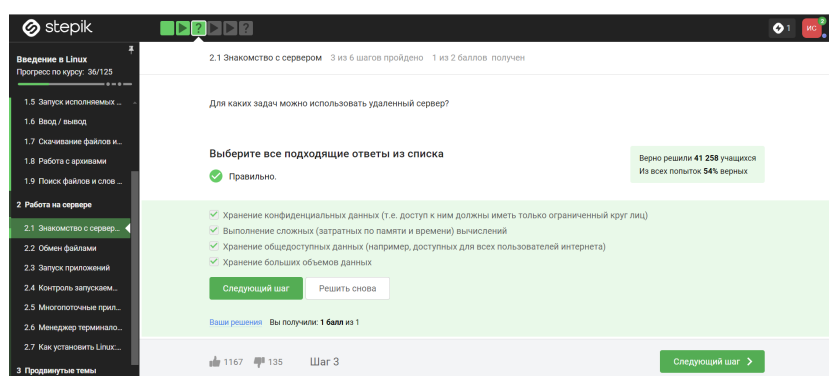 stepik
1
ИС
2
Введение в Linux
Прогресс по курсу: 36/125
1.5 Запуск исполняемых ...
1.6 Ввод / вывод
1.7 Скачивание файлов и...
1.8 Работа с архивами
1.9 Поиск файлов и слов ...
2 Работа на сервере
2.1 Знакомство с сервер...
2.2 Обмен файлами
2.3 Запуск приложений
2.4 Контроль запускаем...
2.5 Многопоточные прил...
2.6 Менеджер терминало...
2.7 Как установить Linux:...
3 Продвинутые темы
2.1 Знакомство с сервером 3 из 6 шагов пройдено 1 из 2 баллов получен
Для каких задач можно использовать удаленный сервер?
Выберите все подходящие ответы из списка
Правильно.
Верно решили 41 258 учащихся
Из всех попыток 54% верных
Хранение конфиденциальных данных (т.е. доступ к ним должны иметь только ограниченный круг лиц)
Выполнение сложных (затратных по памяти и времени) вычислений
Хранение общедоступных данных (например, доступных для всех пользователей интернета)
Хранение больших объемов данных
Следующий шаг Решить снова
Ваши решения Вы получили: 1 балл из 1
1167 135 Шаг 3
Следующий шаг